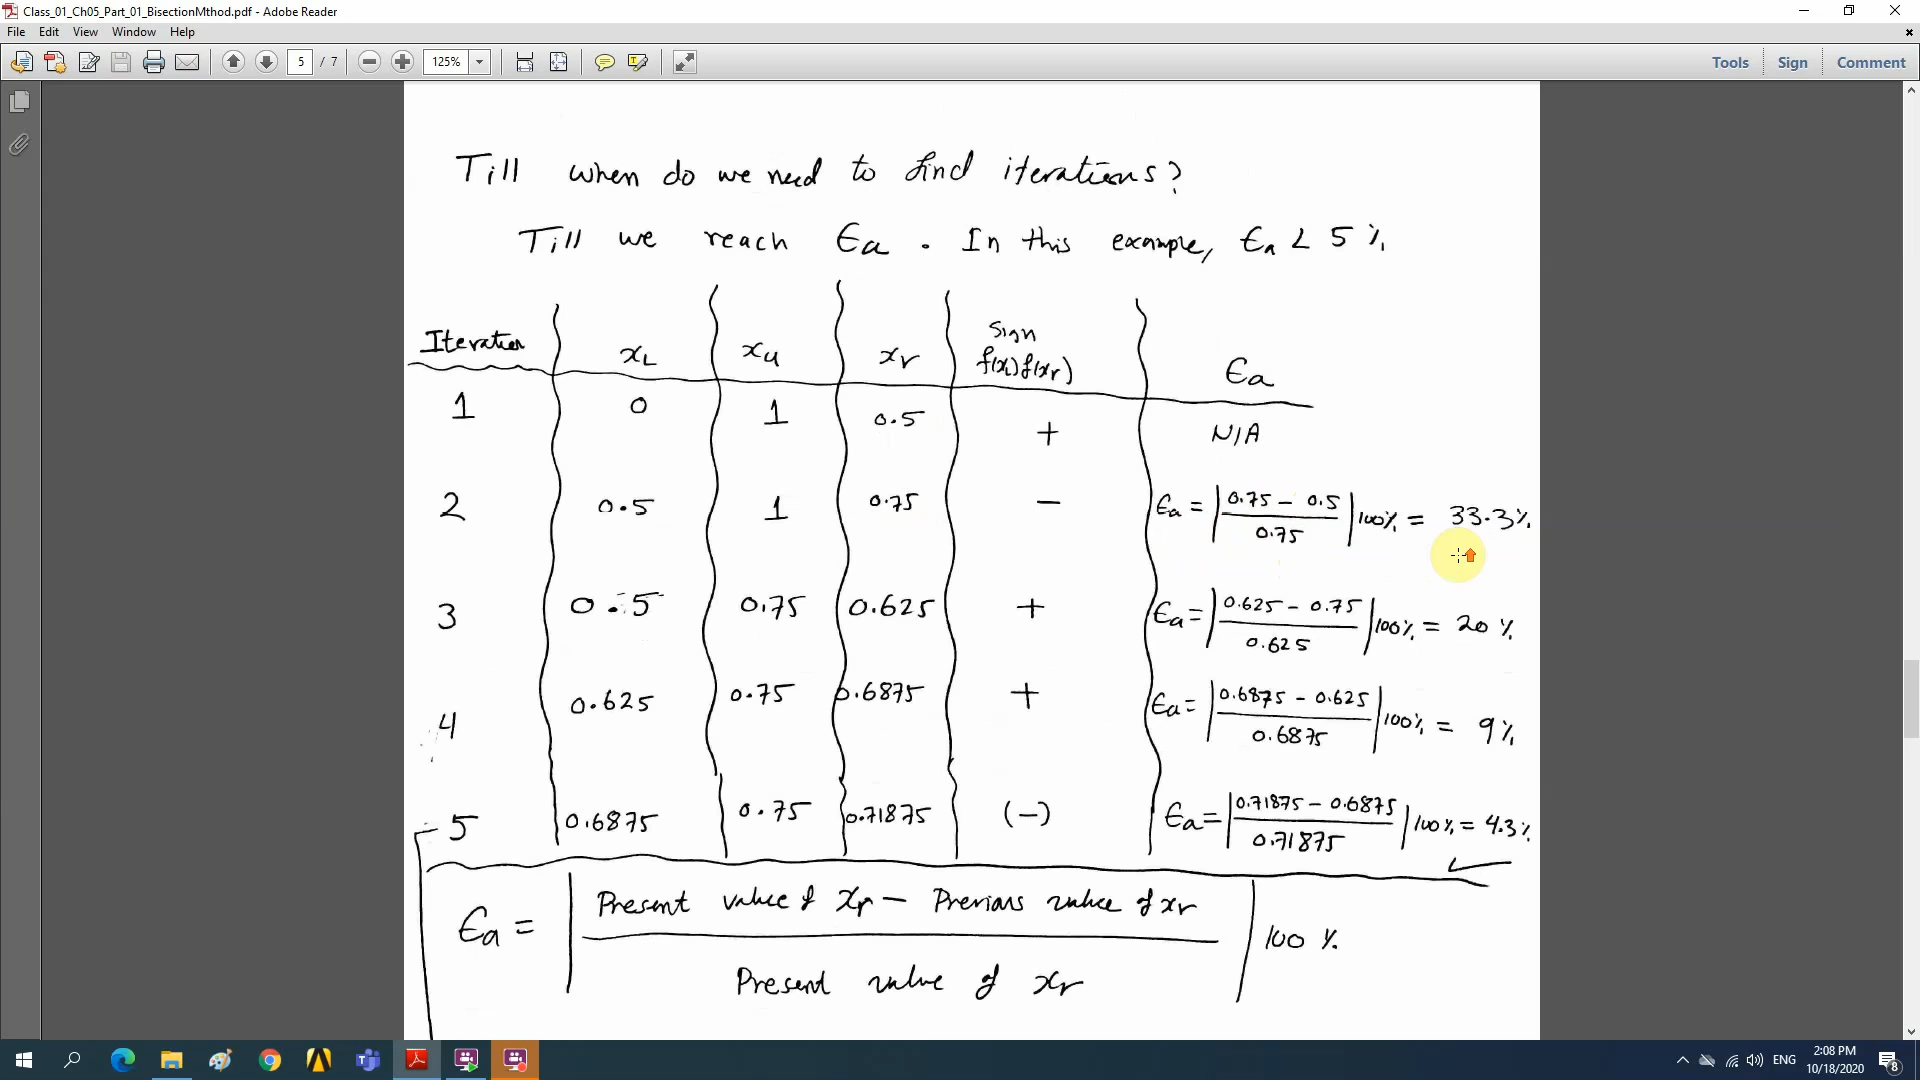 Class_01_Ch05_Part_01_BisectionMthod.pdf - Adobe Reader
File Edit View Window Help
5 / 7 125% Tools Sign Comment
Till when do we need to find iterations?
Till we reach Ea . In this example, Ea < 5 %
Iteration xL xu xr Sign f(xL) f(xr) Ea
1 0 1 0.5 + N/A
2 0.5 1 0.75 - Ea = | 0.75 - 0.5 / 0.75 | 100% = 33.3%
3 0.5 0.75 0.625 + Ea = | 0.625 - 0.75 / 0.625 | 100% = 20 %
4 0.625 0.75 0.6875 + Ea = | 0.6875 - 0.625 / 0.6875 | 100% = 9%
5 0.6875 0.75 0.71875 (-) Ea = | 0.71875 - 0.6875 / 0.71875 | 100% = 4.3%
Ea = | Present value of xr - Previous value of xr / Present value of xr | 100 %
ENG 2:08 PM
10/18/2020 8